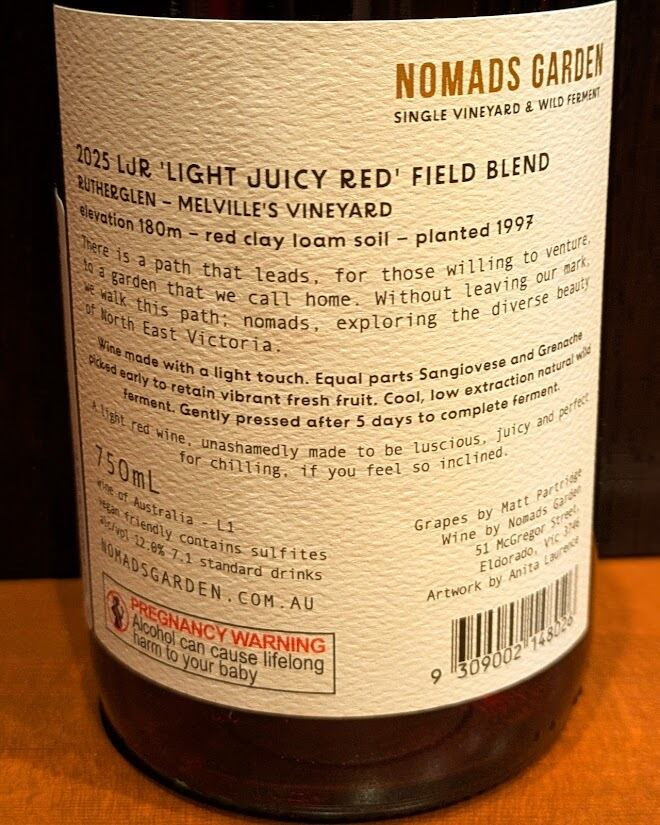 NOMADS GARDEN
SINGLE VINEYARD & WILD FERMENT
2025 LJR 'LIGHT JUICY RED' FIELD BLEND
RUTHERGLEN – MELVILLE'S VINEYARD
elevation 180m – red clay loam soil – planted 1997
There is a path that leads, for those willing to venture,
to a garden that we call home. Without leaving our mark,
we walk this path; nomads, exploring the diverse beauty
of North East Victoria.
Wine made with a light touch. Equal parts Sangiovese and Grenache
picked early to retain vibrant fresh fruit. Cool, low extraction natural wild
ferment. Gently pressed after 5 days to complete ferment.
A light red wine, unashamedly made to be luscious, juicy and perfect
for chilling, if you feel so inclined.
750mL
Wine of Australia - L1
vegan friendly contains sulfites
alc/vol 12.0% 7.1 standard drinks
NOMADSGARDEN.COM.AU
Grapes by Matt Partridge
Wine by Nomads Garden
51 McGregor Street,
Eldorado, Vic 3746
Artwork by Anita Laurence
PREGNANCY WARNING
Alcohol can cause lifelong
harm to your baby
9 309002 148026